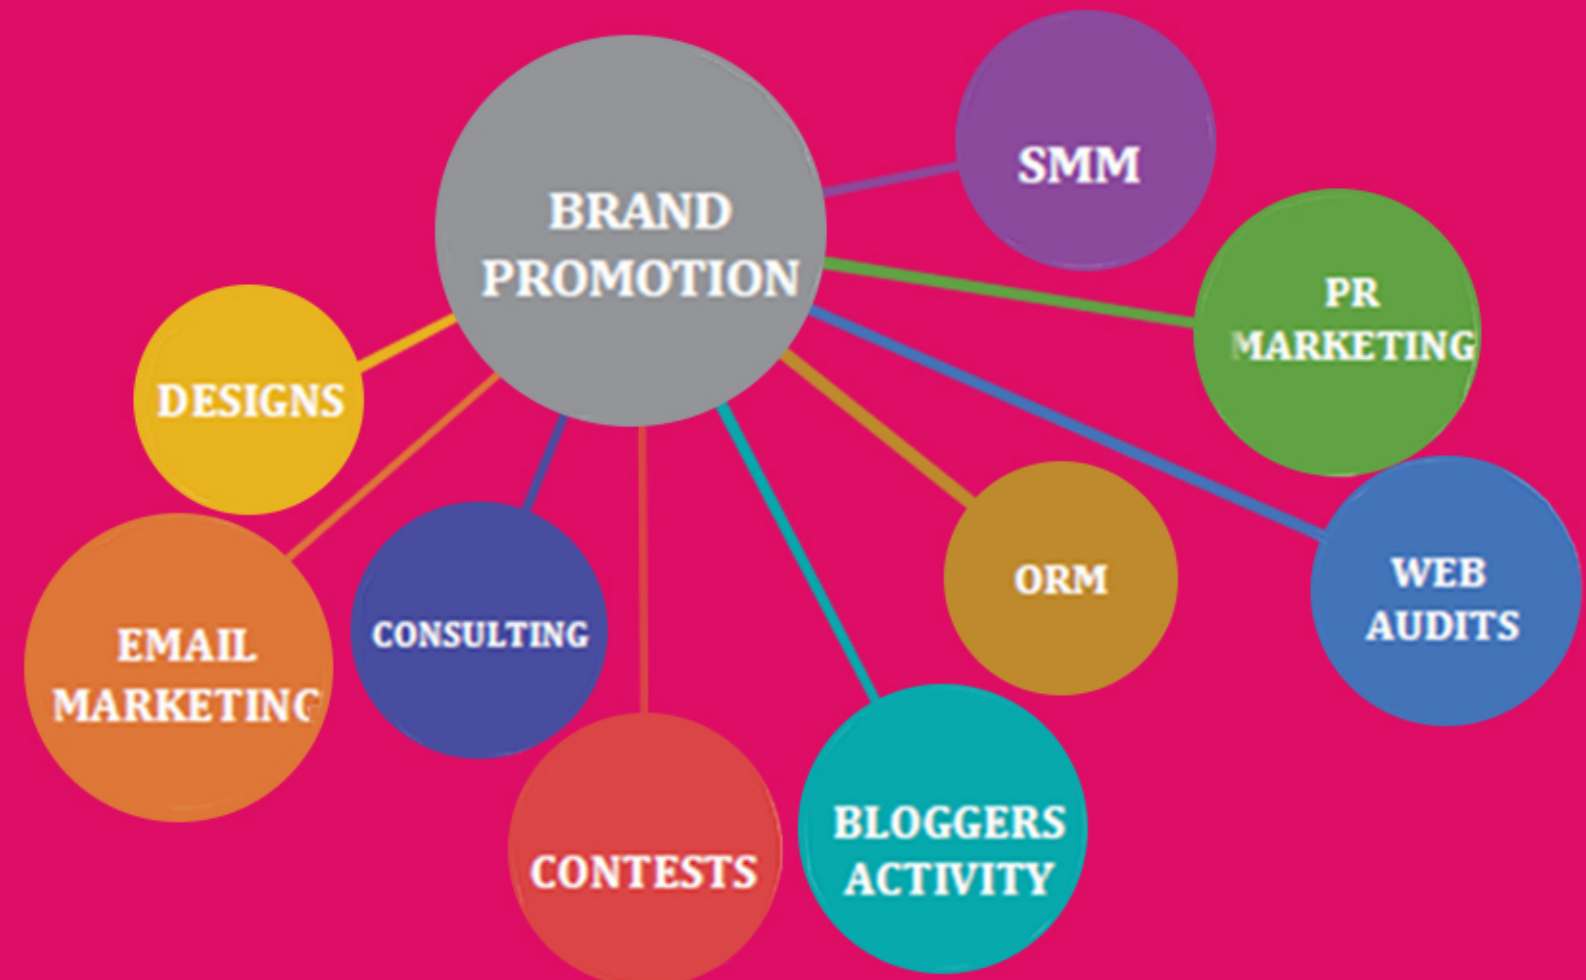 BRAND
PROMOTION
SMM
PR
MARKETING
DESIGNS
EMAIL
MARKETING
CONSULTING
ORM
WEB
AUDITS
CONTESTS
BLOGGERS
ACTIVITY